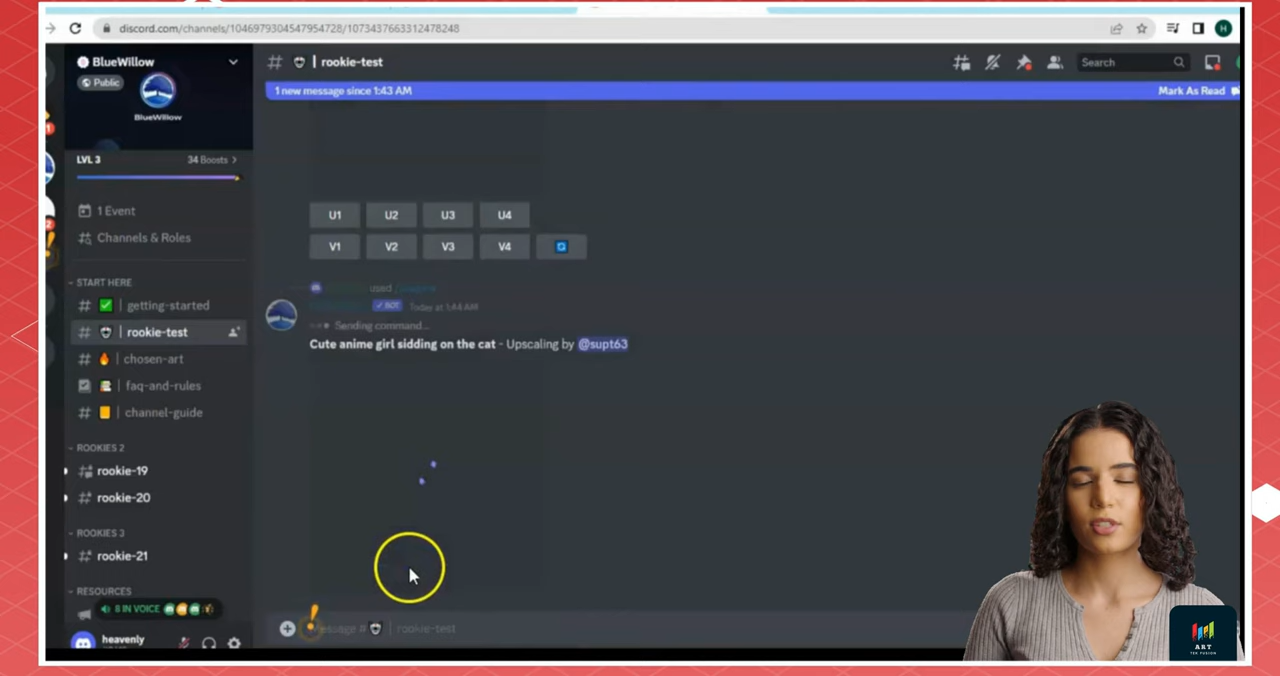 discord.com/channels/1046979304547954728/1073437663312478248
H
BlueWillow
Public
BlueWillow
LVL 3 34 Boosts >
1 Event
Channels & Roles
START HERE
# | getting-started
# | rookie-test
# | chosen-art
| faq-and-rules
# | channel-guide
ROOKIES 2
rookie-19
rookie-20
ROOKIES 3
rookie-21
RESOURCES
8 IN VOICE
heavenly
# | rookie-test
Search
1 new message since 1:43 AM Mark As Read
U1 U2 U3 U4
V1 V2 V3 V4
used
BOT Today at 1:44 AM
Sending command...
Cute anime girl sidding on the cat - Upscaling by @supt63
Message # | rookie-test
ART
TEK FUSION